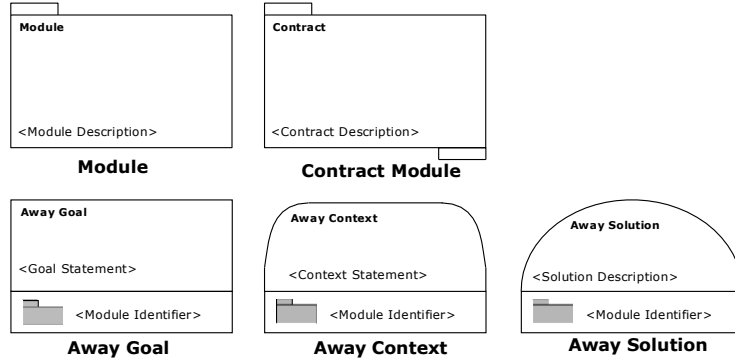 Module
Contract
<Module Description>
<Contract Description>
Module
Contract Module
Away Goal
Away Context
Away Solution
<Goal Statement>
<Context Statement>
<Solution Description>
<Module Identifier>
<Module Identifier>
<Module Identifier>
Away Goal
Away Context
Away Solution